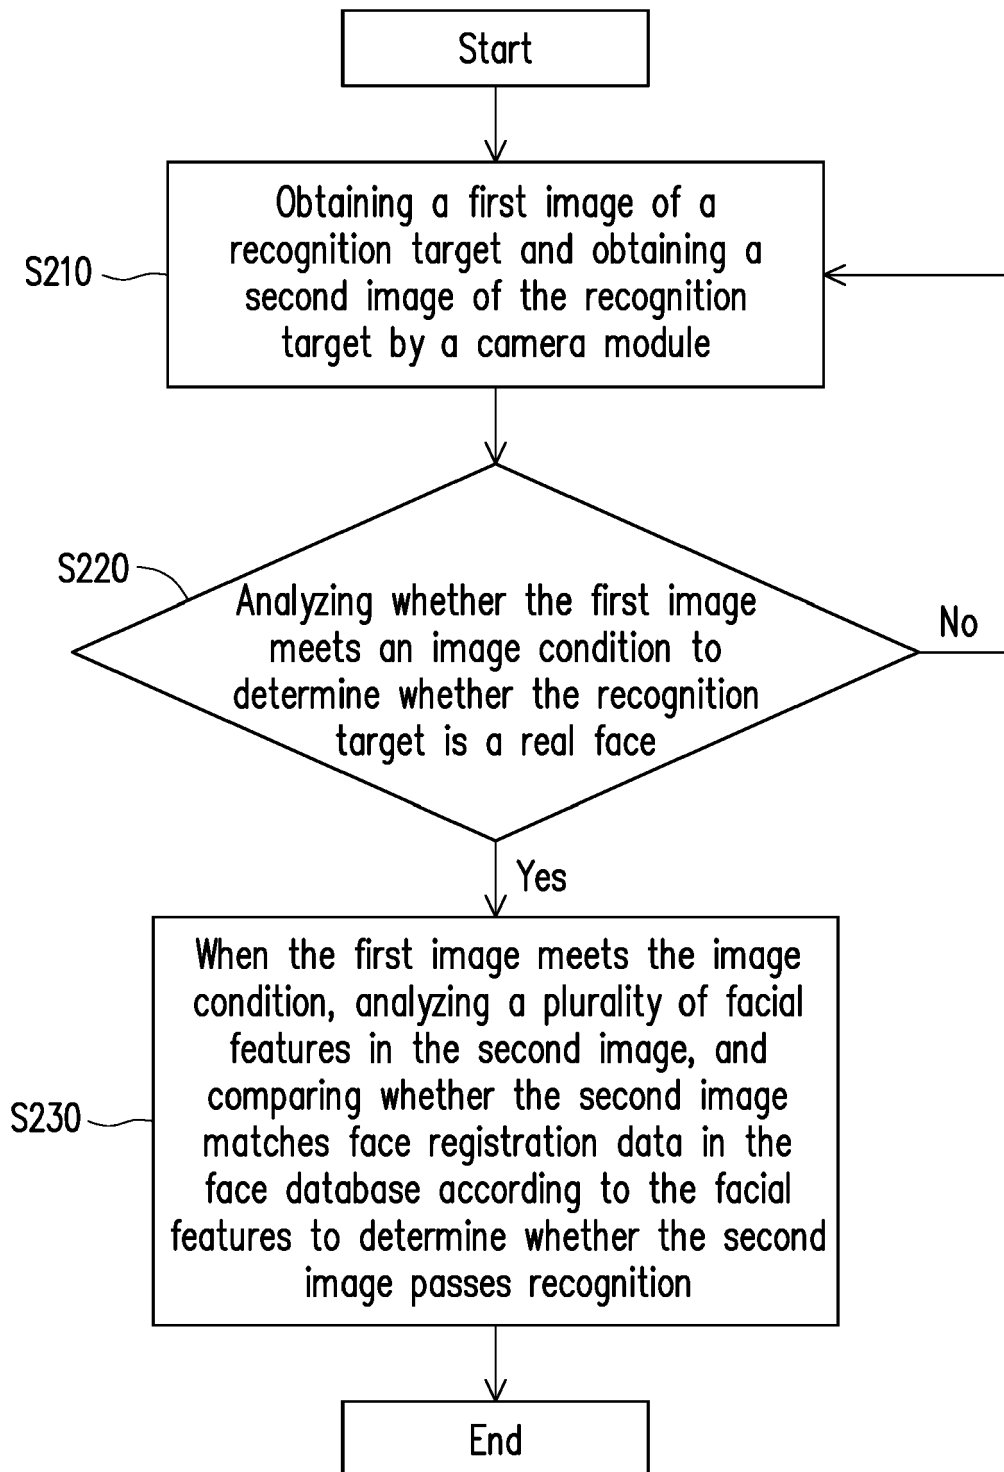 Start
S210
Obtaining a first image of a
recognition target and obtaining a
second image of the recognition
target by a camera module
S220
Analyzing whether the first image
meets an image condition to
determine whether the recognition
target is a real face
No
Yes
S230
When the first image meets the image
condition, analyzing a plurality of facial
features in the second image, and
comparing whether the second image
matches face registration data in the
face database according to the facial
features to determine whether the second
image passes recognition
End